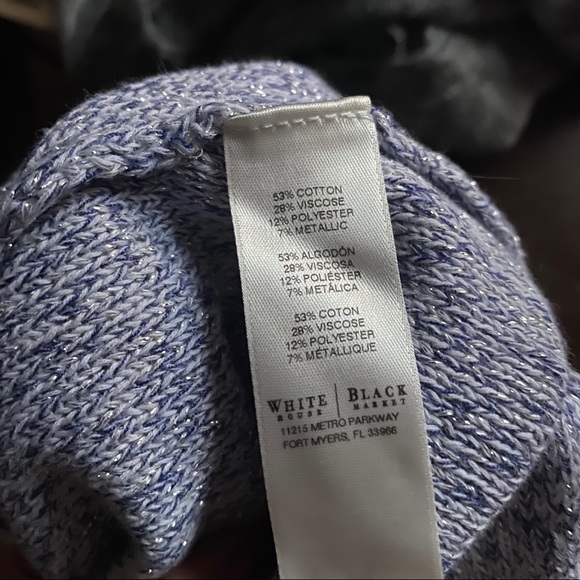 53% COTTON
28% VISCOSE
12% POLYESTER
7% METALLIC
53% ALGODÓN
28% VISCOSA
12% POLIÉSTER
7% METÁLICA
53% COTON
28% VISCOSE
12% POLYESTER
7% MÉTALLIQUE
WHITE | BLACK
HOUSE | MARKET
11215 METRO PARKWAY
FORT MYERS, FL 33966